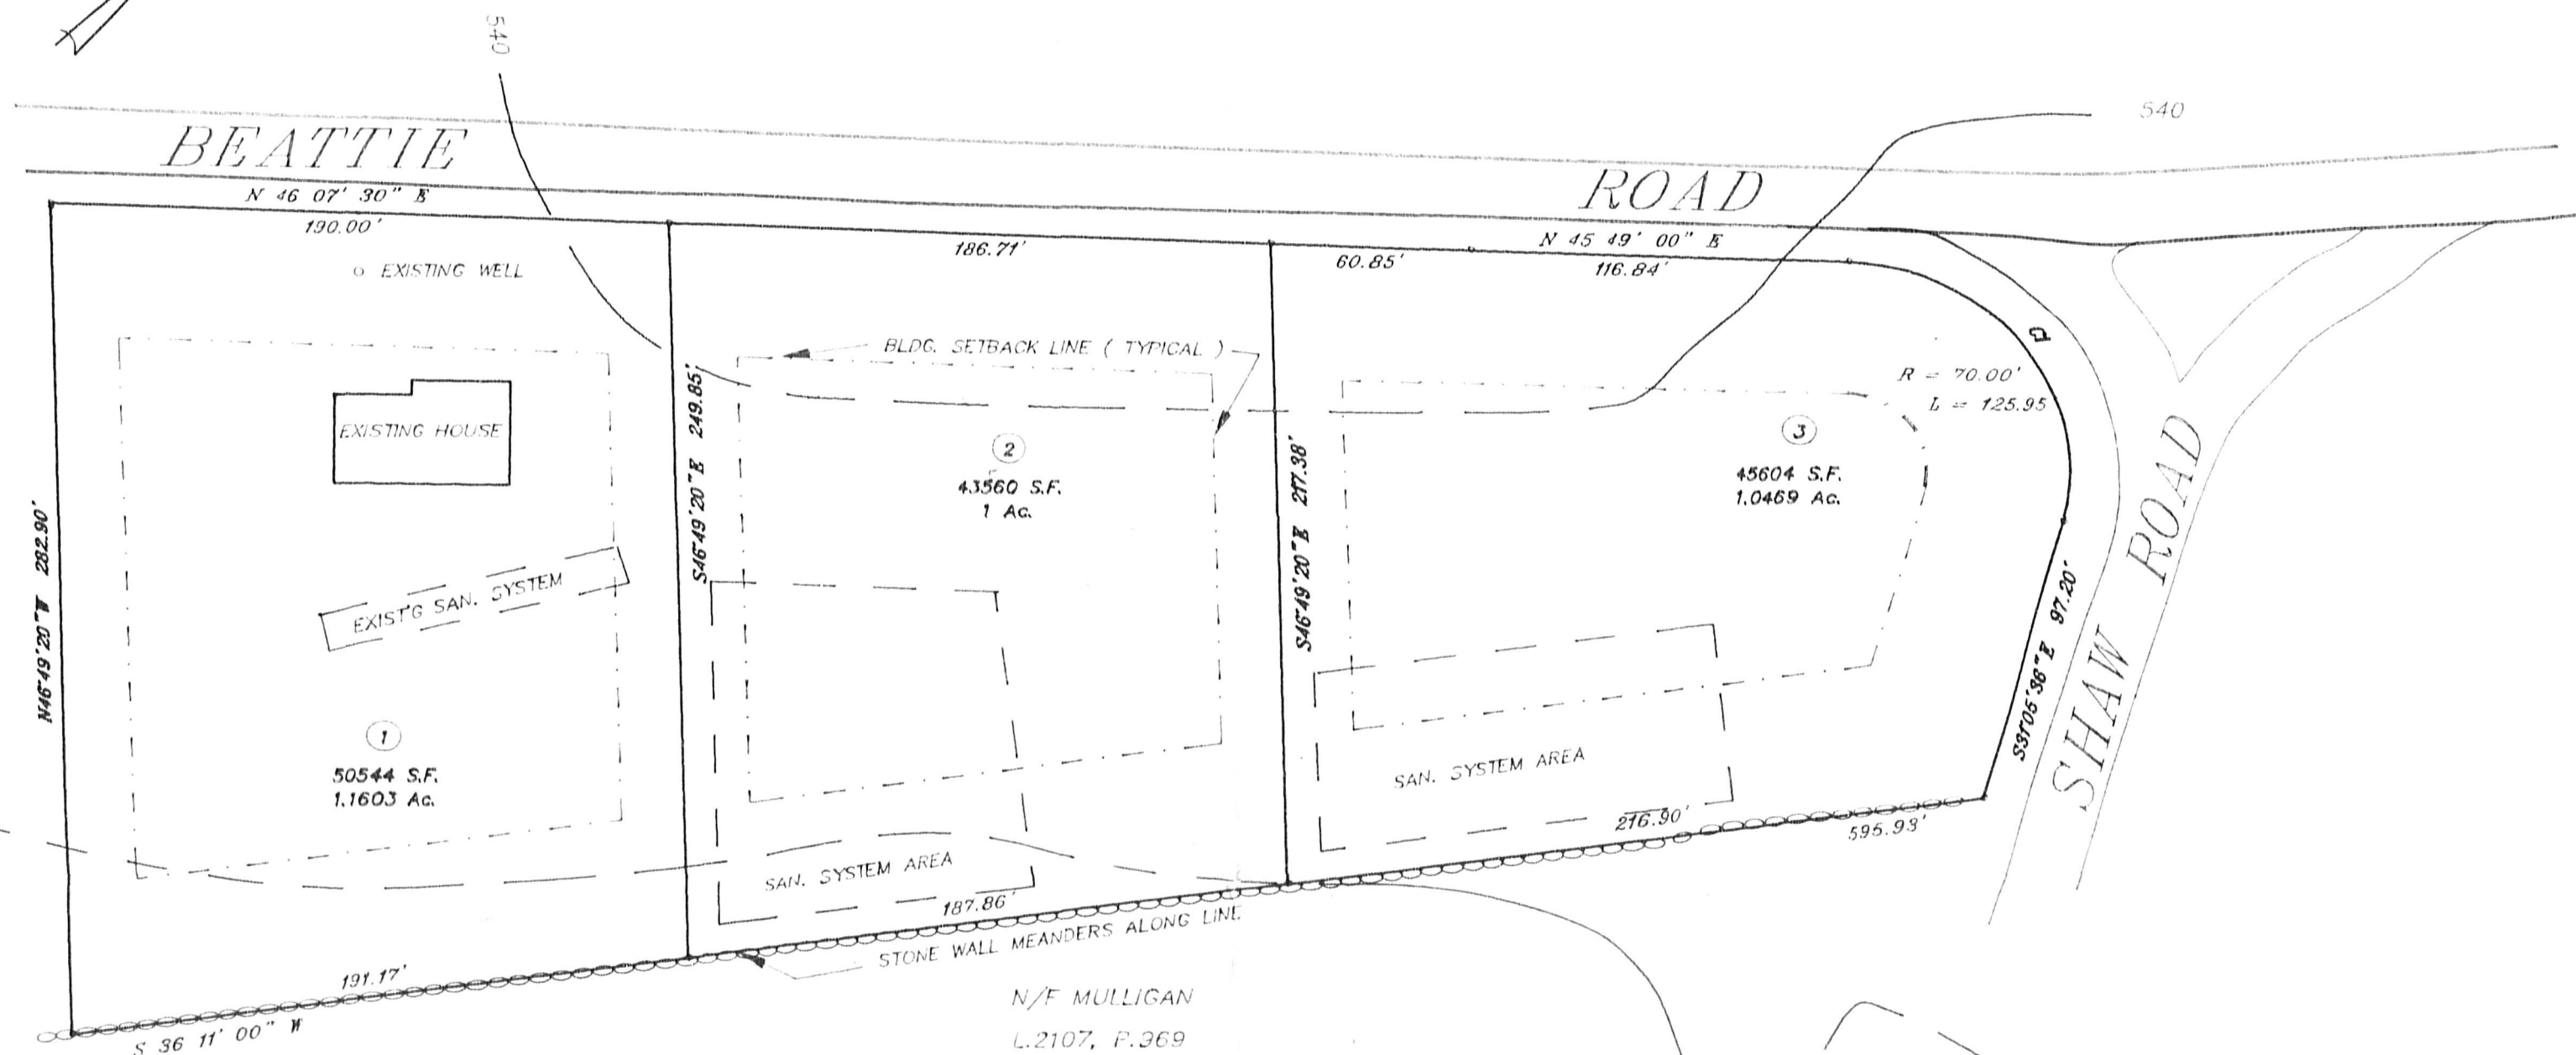 540
540
BEATTIE
ROAD
N 46 07' 30" E
190.00'
186.71'
60.85'
N 45 49' 00" E
116.84'
EXISTING WELL
BLDG. SETBACK LINE ( TYPICAL )
R = 70.00'
L = 125.95
EXISTING HOUSE
S46°49'20"E 249.85'
2
43560 S.F.
1 Ac.
S46°49'20"E 217.38'
3
45604 S.F.
1.0469 Ac.
N46°49'20"W 282.90'
EXIST'G SAN. SYSTEM
S31°05'38"E 97.20'
SHAW ROAD
1
50544 S.F.
1.1603 Ac.
SAN. SYSTEM AREA
216.90'
595.93'
SAN. SYSTEM AREA
187.86'
STONE WALL MEANDERS ALONG LINE
191.17'
S 36 11' 00" W
N/F MULLIGAN
L.2107, P.369